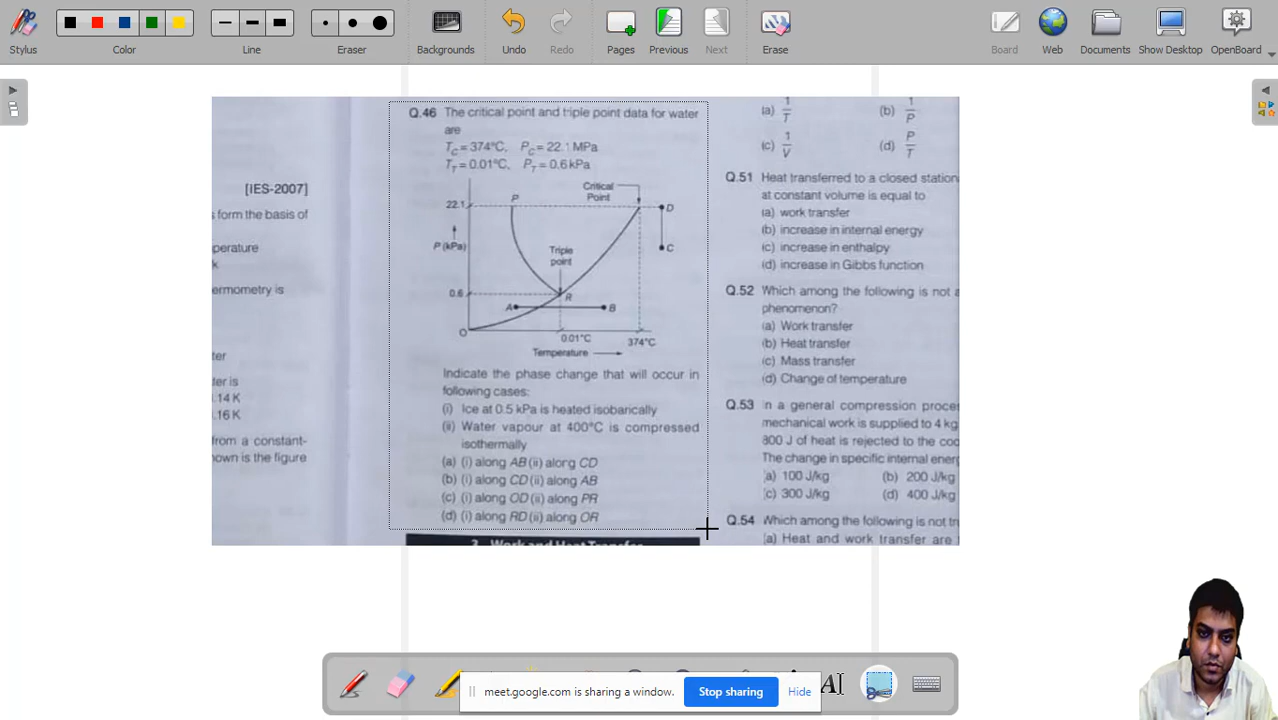 Stylus
Color
Line
Eraser
Backgrounds
Undo
Redo
Pages
Previous
Next
Erase
Board
Web
Documents
Show Desktop
OpenBoard
[IES-2007]
s form the basis of
perature
k
ermometry is
ter
ter is
.14 K
.16 K
from a constant-
own is the figure
Q.46 The critical point and triple point data for water
are
T_C = 374°C, P_C = 22.1 MPa
T_T = 0.01°C, P_T = 0.6 kPa
Critical
Point
P
D
22.1
P (kPa)
C
Triple
point
0.6
R
A
B
O
0.01°C
374°C
Temperature
Indicate the phase change that will occur in
following cases:
(i) Ice at 0.5 kPa is heated isobarically
(ii) Water vapour at 400°C is compressed
isothermally
(a) (i) along AB (ii) along CD
(b) (i) along CD (ii) along AB
(c) (i) along OD (ii) along PR
(d) (i) along RD (ii) along OR
3. Work and Heat Transfer
(a) 1/T (b) 1/P
(c) 1/V (d) P/T
Q.51 Heat transferred to a closed station
at constant volume is equal to
(a) work transfer
(b) increase in internal energy
(c) increase in enthalpy
(d) increase in Gibbs function
Q.52 Which among the following is not a
phenomenon?
(a) Work transfer
(b) Heat transfer
(c) Mass transfer
(d) Change of temperature
Q.53 In a general compression proce
mechanical work is supplied to 4 kg
800 J of heat is rejected to the coo
The change in specific internal ener
(a) 100 J/kg (b) 200 J/kg
(c) 300 J/kg (d) 400 J/kg
Q.54 Which among the following is not tr
(a) Heat and work transfer are
meet.google.com is sharing a window.
Stop sharing
Hide